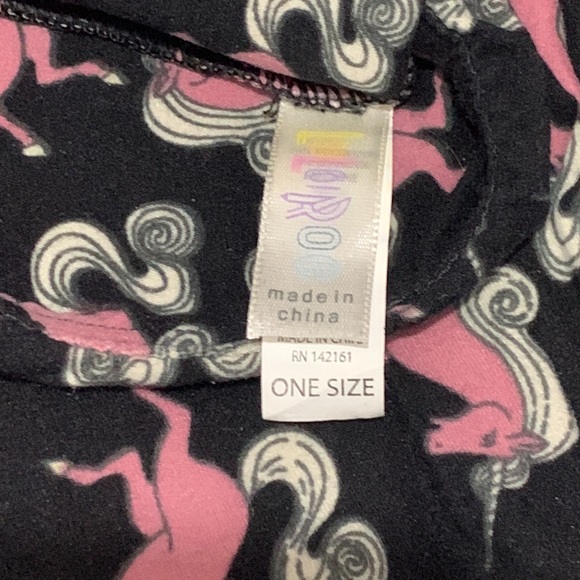 LULAROE
made in
china
MADE IN CHINA
RN 142161
ONE SIZE